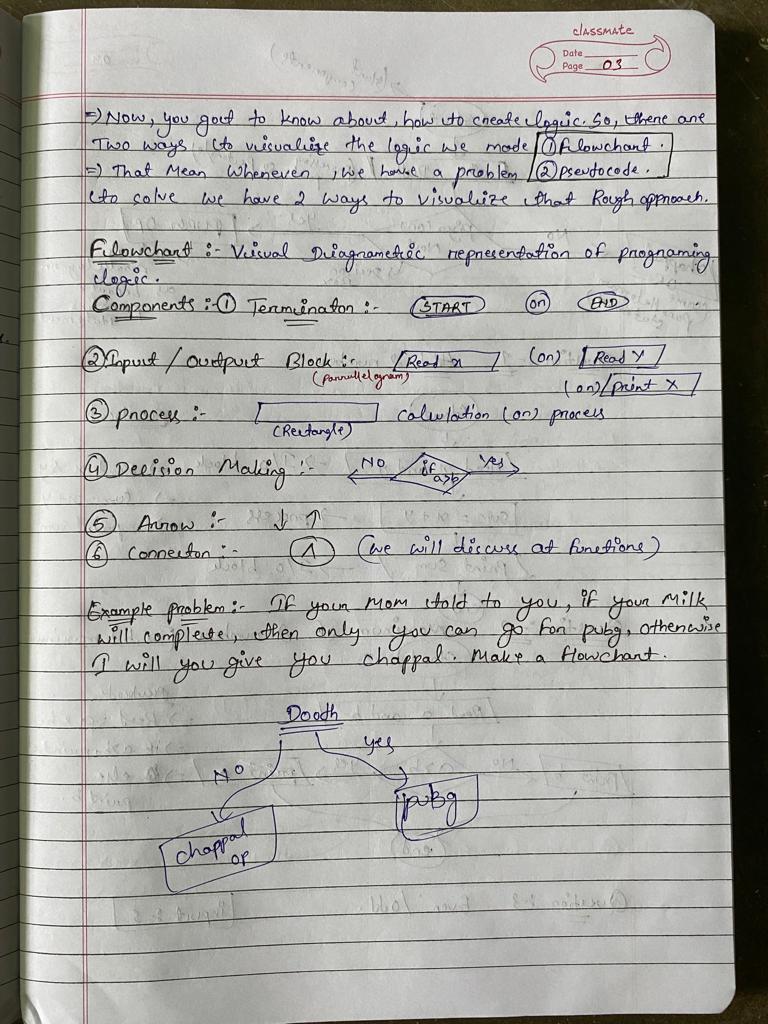 classmate
Date
Page 03
=) Now, you gout to know about, how to create logic. So, there are
Two ways to visualize the logic we made ① flowchart.
=) That Mean Whenever, we have a problem ② pseudocode.
to solve we have 2 ways to visualize that Rough approach.
Flowchart :- Visual Diagrametric representation of programing
logic.
Components :- ① Terminator :- START (or) END
② Input / Output Block :- Read x (or) Read Y
(parrullelogram) (or) print X
③ process :- calculation (or) process
(Rectangle)
④ Decision Making :- NO if a>b Yes
⑤ Arrow :- ↓ ↑
⑥ Connector :- (we will discuss at functions)
Example problem :- If your Mom told to you, if your Milk
will complete, then only you can go for pubg, otherwise
I will you give you chappal. Make a flowchart.
Doodh
NO yes
pubg
chappal
op